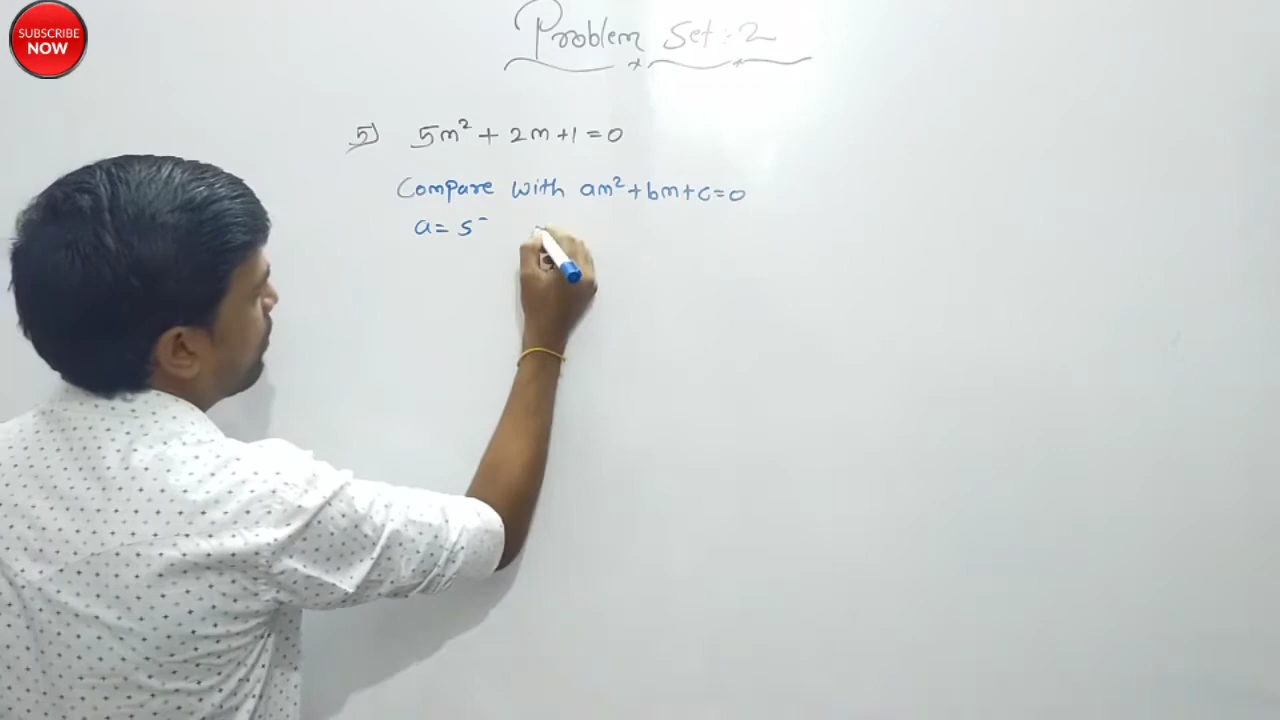 SUBSCRIBE
NOW
Problem Set: 2
5) 5m² + 2m + 1 = 0
Compare with am² + bm + c = 0
a = 5